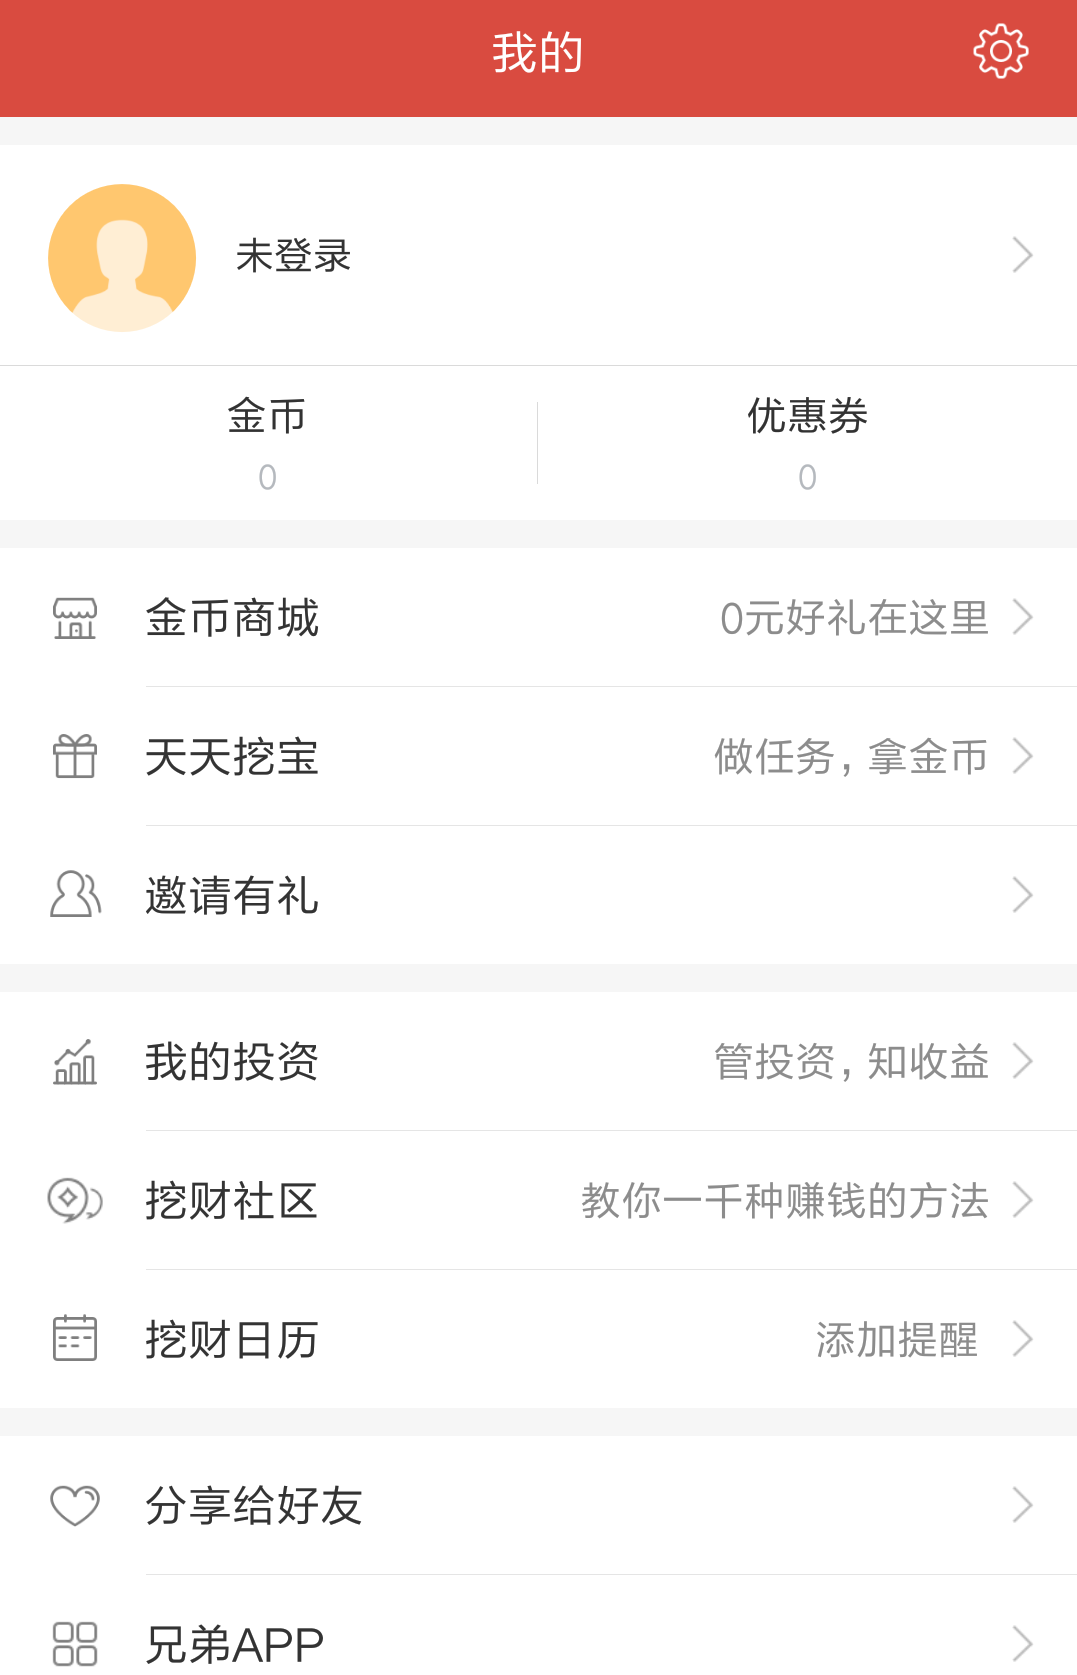 我的
未登录
金币
优惠券
0
0
金币商城
0元好礼在这里
天天挖宝
做任务，拿金币
邀请有礼
我的投资
管投资，知收益
挖财社区
教你一千种赚钱的方法
挖财日历
添加提醒
分享给好友
兄弟APP